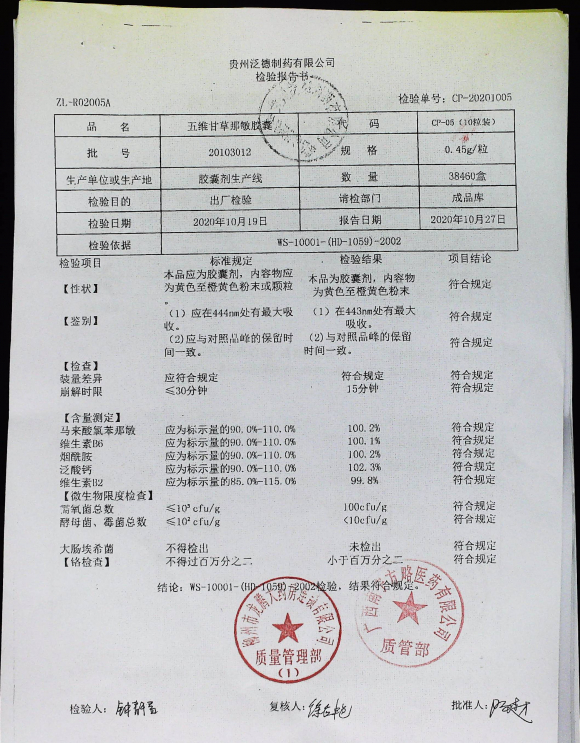 贵州泛德制药有限公司
检验报告书
ZL-R02005A 检验单号：CP-20201005
品 名 五维甘草那敏胶囊 代 码 CP-05 (10粒装)
批 号 20103012 规 格 0.45g/粒
生产单位或生产地 胶囊剂生产线 数 量 38460盒
检验目的 出厂检验 请检部门 成品库
检验日期 2020年10月19日 报告日期 2020年10月27日
检验依据 WS-10001-(HD-1059)-2002
检验项目 标准规定 检验结果 项目结论
【性状】 本品应为胶囊剂，内容物应为黄色至橙黄色粉末或颗粒。 本品为胶囊剂，内容物为黄色至橙黄色粉末 符合规定
【鉴别】 （1）应在444nm处有最大吸收。 （1）在443nm处有最大吸收。 符合规定
(2)应与对照品峰的保留时间一致。 (2)与对照品峰的保留时间一致。 符合规定
【检查】
装量差异 应符合规定 符合规定 符合规定
崩解时限 ≤30分钟 15分钟 符合规定
【含量测定】
马来酸氯苯那敏 应为标示量的90.0%-110.0% 100.2% 符合规定
维生素B6 应为标示量的90.0%-110.0% 100.1% 符合规定
烟酰胺 应为标示量的90.0%-110.0% 100.2% 符合规定
泛酸钙 应为标示量的90.0%-110.0% 102.3% 符合规定
维生素B2 应为标示量的85.0%-115.0% 99.8% 符合规定
【微生物限度检查】
需氧菌总数 ≤10³cfu/g 100cfu/g 符合规定
酵母菌、霉菌总数 ≤10²cfu/g <10cfu/g 符合规定
大肠埃希菌 不得检出 未检出 符合规定
【铬检查】 不得过百万分之二 小于百万分之二 符合规定
结论：WS-10001-(HD-1059)-2002检验，结果符合规定。
质量管理部
(1)
医药有限公司
质管部
检验人： 复核人： 批准人：